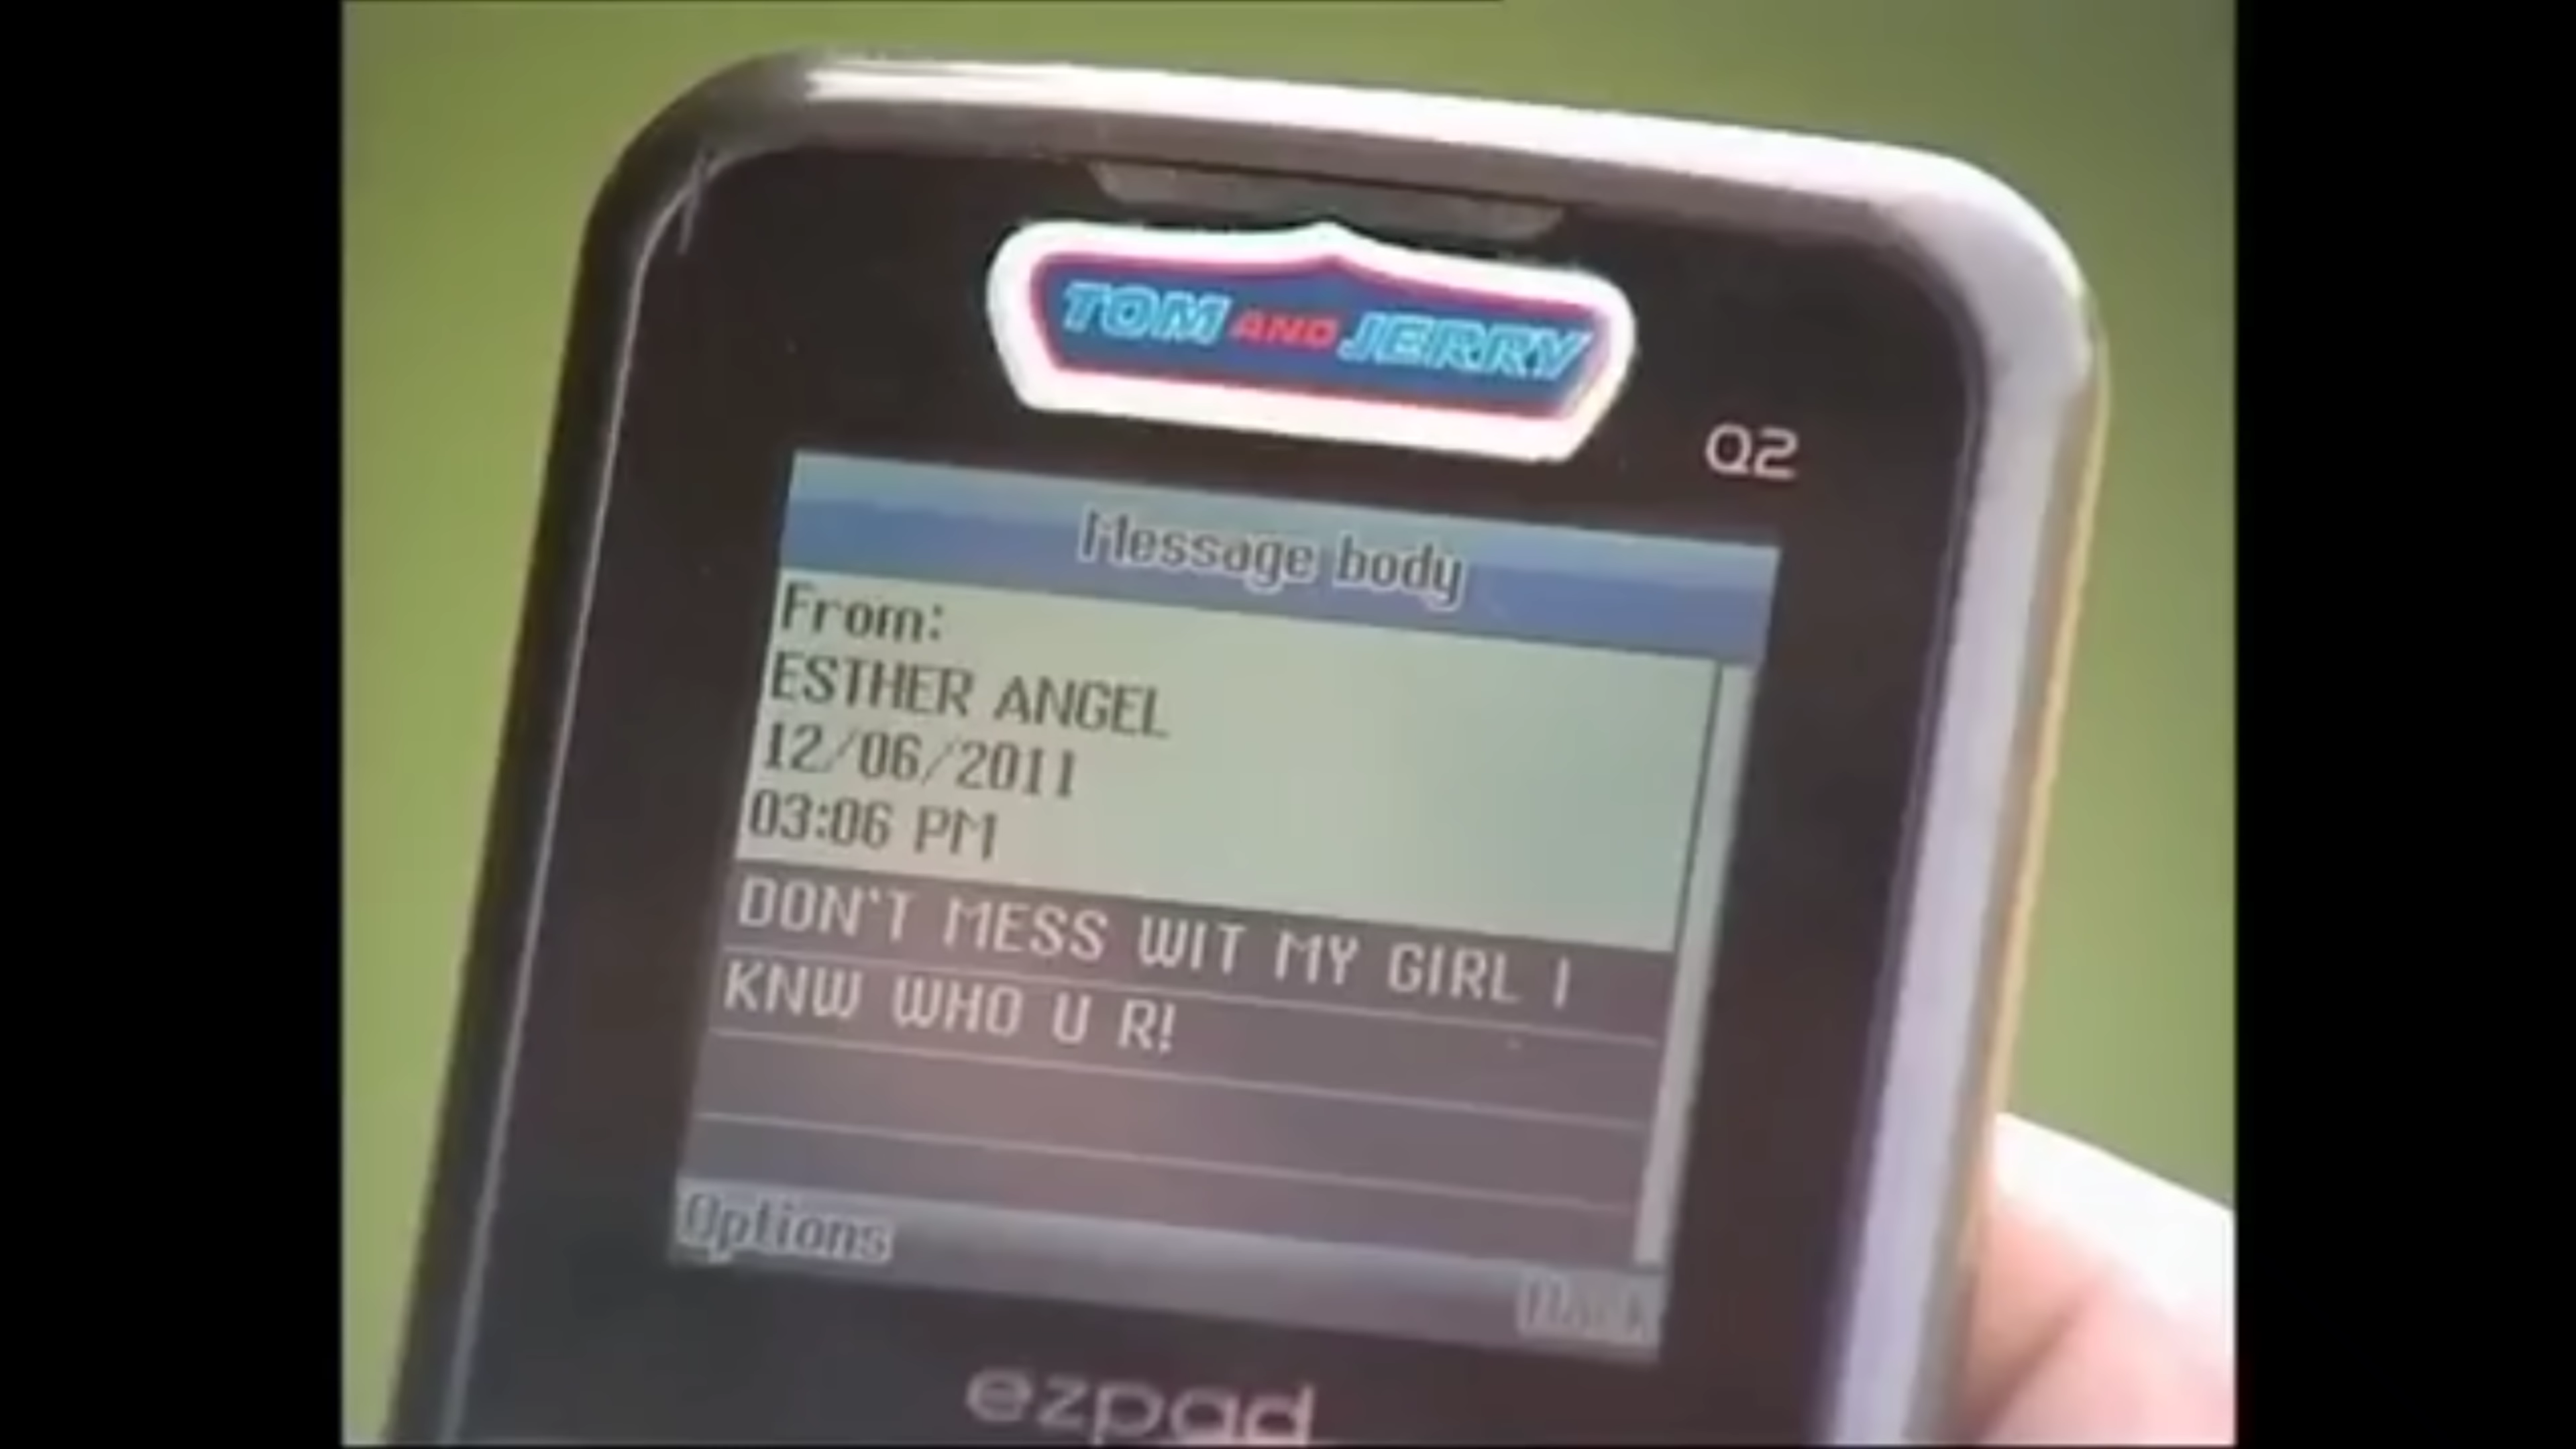 TOM AND JERRY
Q2
Message body
From:
ESTHER ANGEL
12/06/2011
03:06 PM
DON'T MESS WIT MY GIRL I
KNW WHO U R!
Options
Back
ezpad